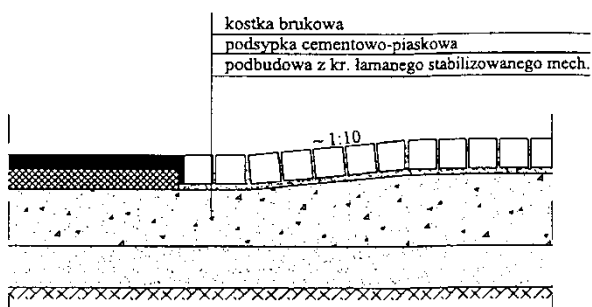 kostka brukowa
podsypka cementowo-piaskowa
podbudowa z kr. łamanego stabilizowanego mech.
~ 1:10